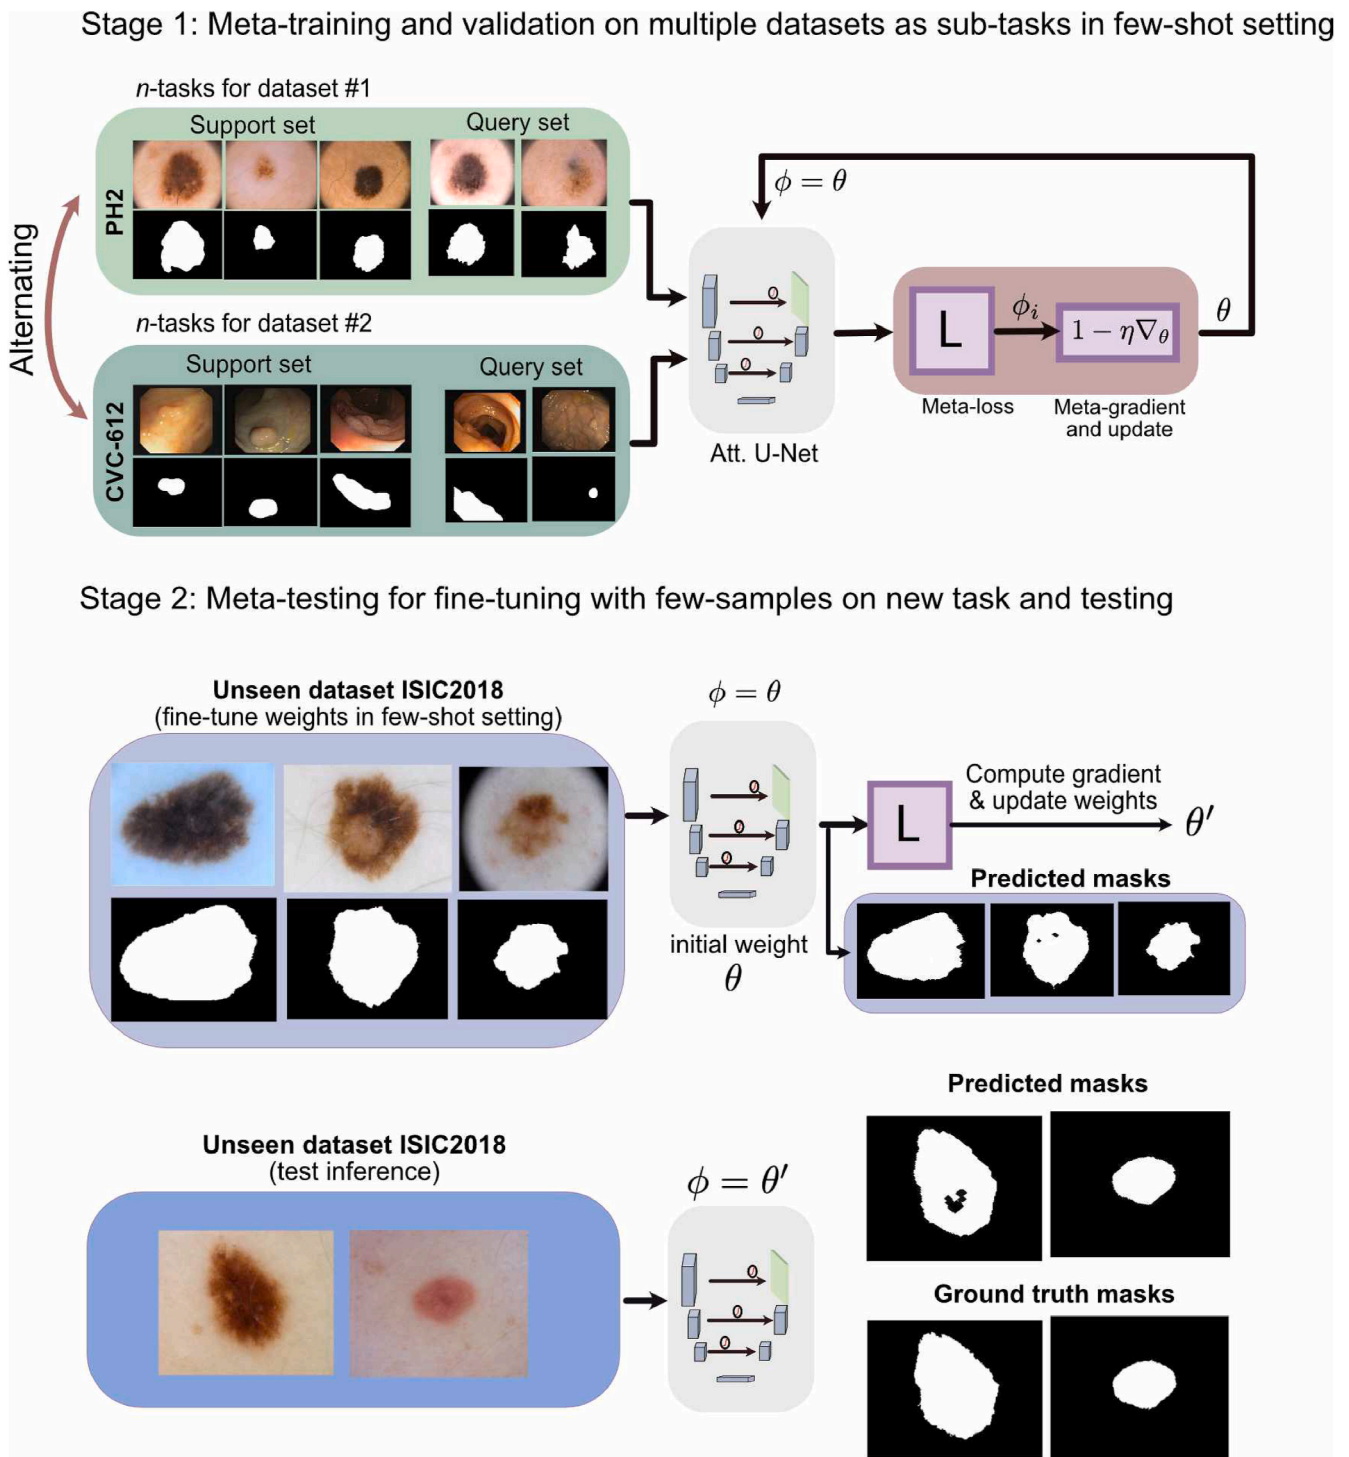 Stage 1: Meta-training and validation on multiple datasets as sub-tasks in few-shot setting
n-tasks for dataset #1
Support set
Query set
PH2
Alternating
n-tasks for dataset #2
Support set
Query set
CVC-612
ϕ = θ
Att. U-Net
L
ϕᵢ
1 − η∇_θ
θ
Meta-loss
Meta-gradient
and update
Stage 2: Meta-testing for fine-tuning with few-samples on new task and testing
Unseen dataset ISIC2018
(fine-tune weights in few-shot setting)
ϕ = θ
initial weight
θ
L
Compute gradient
& update weights
θ′
Predicted masks
Unseen dataset ISIC2018
(test inference)
ϕ = θ′
Predicted masks
Ground truth masks